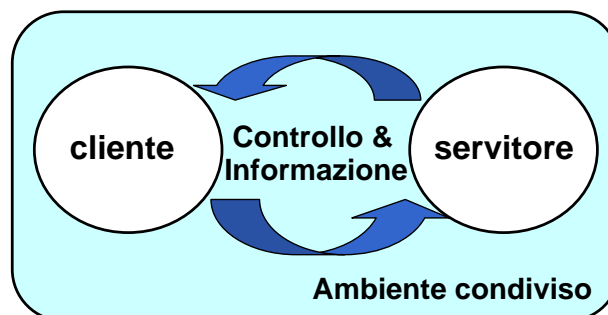 cliente
Controllo &
Informazione
servitore
Ambiente condiviso